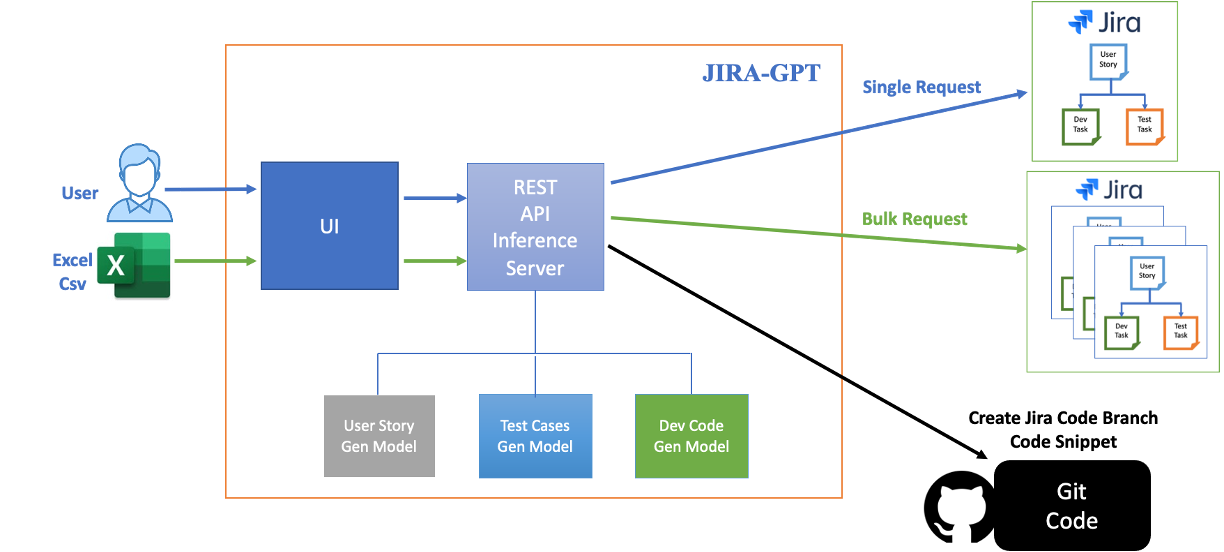 Jira
User
Story
Dev
Task
Test
Task
JIRA-GPT
Single Request
User
Excel
Csv
X
UI
REST
API
Inference
Server
Bulk Request
Jira
User
Story
Dev
Task
Test
Task
User Story
Gen Model
Test Cases
Gen Model
Dev Code
Gen Model
Create Jira Code Branch
Code Snippet
Git
Code